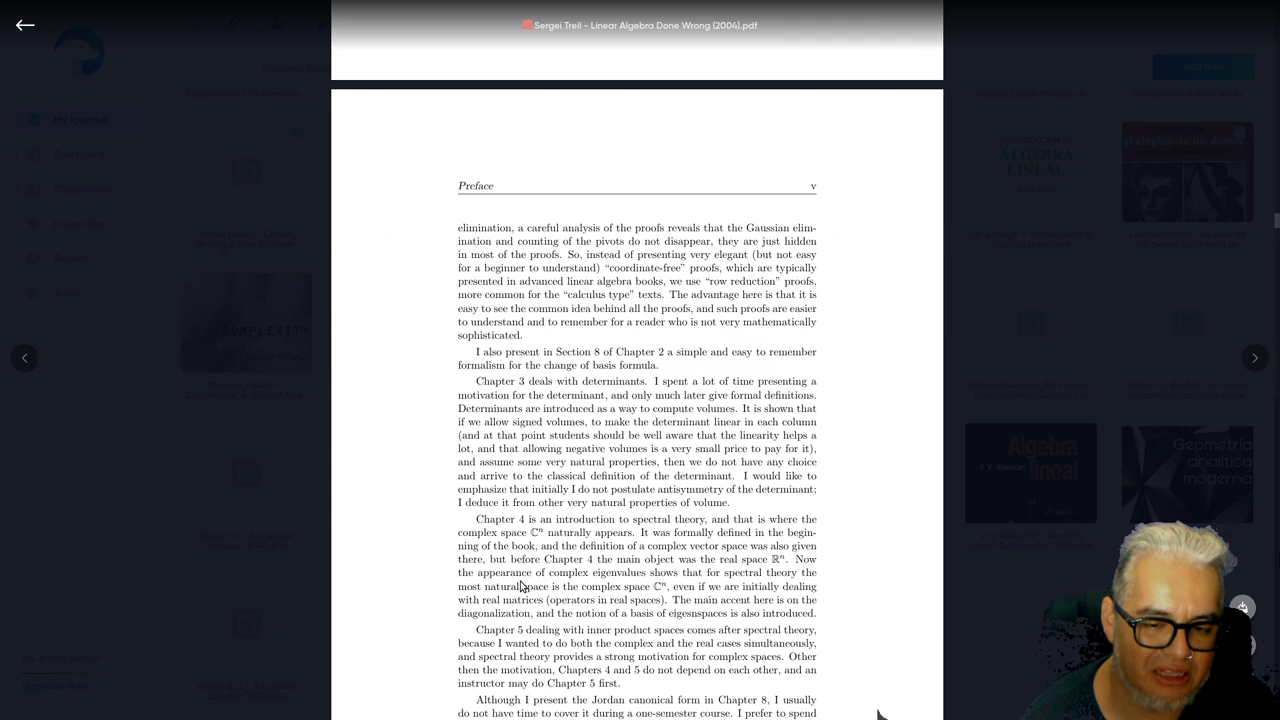 Sergei Treil - Linear Algebra Done Wrong (2004).pdf
Add New
My Icedrive
Encrypted
Upgrade Now
COMPLEXITY
el elegido de los dioses
Algebra
lineal
Geometria
analítica
Preface v
elimination, a careful analysis of the proofs reveals that the Gaussian elim-
ination and counting of the pivots do not disappear, they are just hidden
in most of the proofs. So, instead of presenting very elegant (but not easy
for a beginner to understand) “coordinate-free” proofs, which are typically
presented in advanced linear algebra books, we use “row reduction” proofs,
more common for the “calculus type” texts. The advantage here is that it is
easy to see the common idea behind all the proofs, and such proofs are easier
to understand and to remember for a reader who is not very mathematically
sophisticated.
I also present in Section 8 of Chapter 2 a simple and easy to remember
formalism for the change of basis formula.
Chapter 3 deals with determinants. I spent a lot of time presenting a
motivation for the determinant, and only much later give formal definitions.
Determinants are introduced as a way to compute volumes. It is shown that
if we allow signed volumes, to make the determinant linear in each column
(and at that point students should be well aware that the linearity helps a
lot, and that allowing negative volumes is a very small price to pay for it),
and assume some very natural properties, then we do not have any choice
and arrive to the classical definition of the determinant. I would like to
emphasize that initially I do not postulate antisymmetry of the determinant;
I deduce it from other very natural properties of volume.
Chapter 4 is an introduction to spectral theory, and that is where the
complex space ℂⁿ naturally appears. It was formally defined in the begin-
ning of the book, and the definition of a complex vector space was also given
there, but before Chapter 4 the main object was the real space ℝⁿ. Now
the appearance of complex eigenvalues shows that for spectral theory the
most natural space is the complex space ℂⁿ, even if we are initially dealing
with real matrices (operators in real spaces). The main accent here is on the
diagonalization, and the notion of a basis of eigesnspaces is also introduced.
Chapter 5 dealing with inner product spaces comes after spectral theory,
because I wanted to do both the complex and the real cases simultaneously,
and spectral theory provides a strong motivation for complex spaces. Other
then the motivation, Chapters 4 and 5 do not depend on each other, and an
instructor may do Chapter 5 first.
Although I present the Jordan canonical form in Chapter 8, I usually
do not have time to cover it during a one-semester course. I prefer to spend